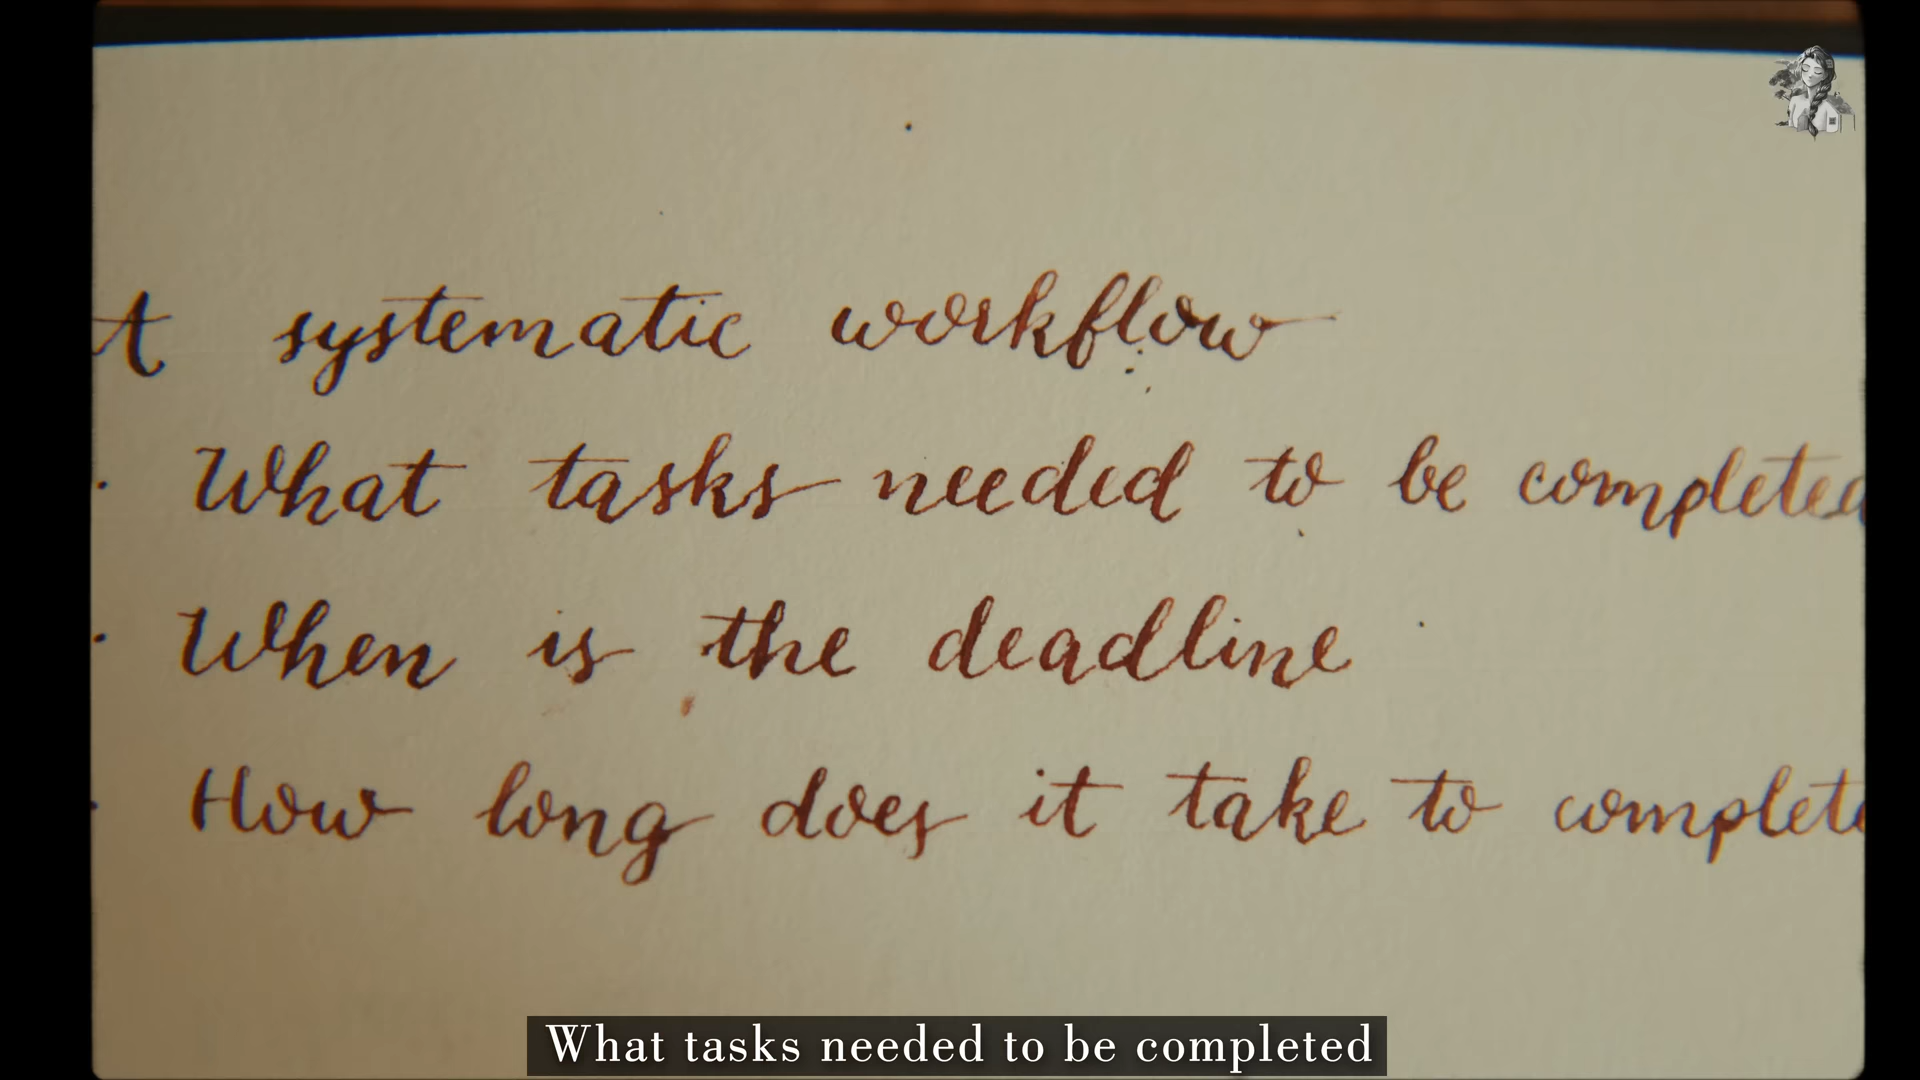 A systematic workflow
· What tasks needed to be completed
· When is the deadline
· How long does it take to complete
What tasks needed to be completed